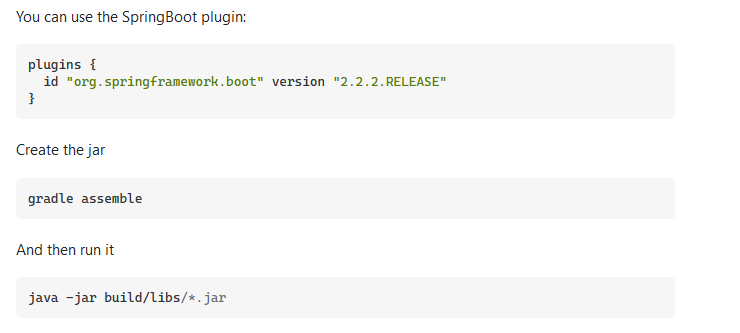 You can use the SpringBoot plugin:
plugins {
  id "org.springframework.boot" version "2.2.2.RELEASE"
}
Create the jar
gradle assemble
And then run it
java -jar build/libs/*.jar